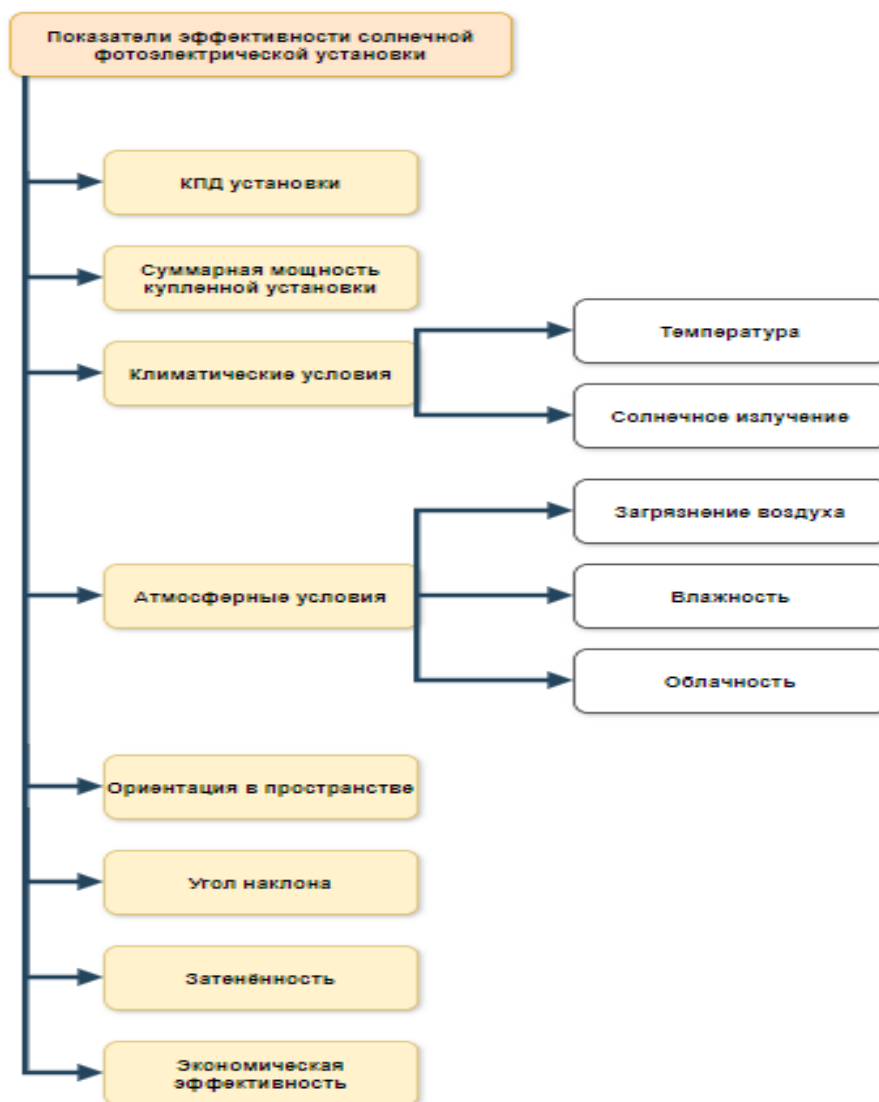 Показатели эффективности солнечной
фотоэлектрической установки
КПД установки
Суммарная мощность
купленной установки
Климатические условия
Температура
Солнечное излучение
Атмосферные условия
Загрязнение воздуха
Влажность
Облачность
Ориентация в пространстве
Угол наклона
Затенённость
Экономическая
эффективность